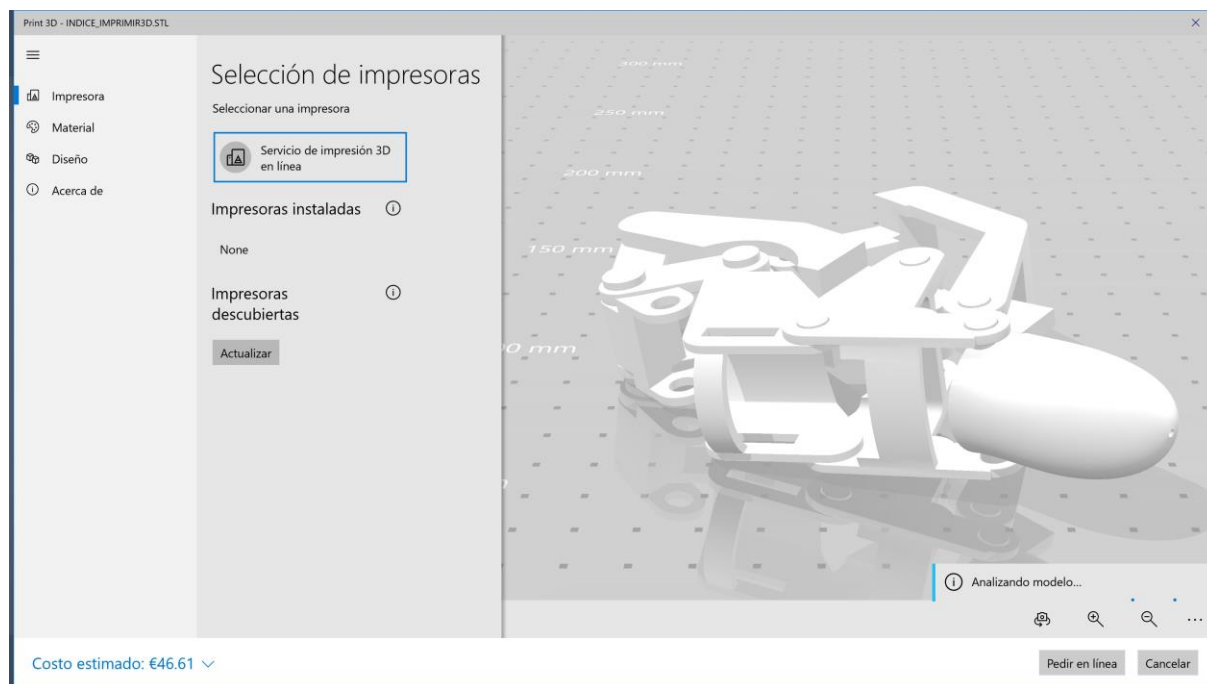 Print 3D - INDICE_IMPRIMIR3D.STL
Impresora
Material
Diseño
Acerca de
Selección de impresoras
Seleccionar una impresora
Servicio de impresión 3D
en línea
Impresoras instaladas
None
Impresoras
descubiertas
Actualizar
300 mm
250 mm
200 mm
150 mm
0 mm
Analizando modelo...
Costo estimado: €46.61
Pedir en línea
Cancelar